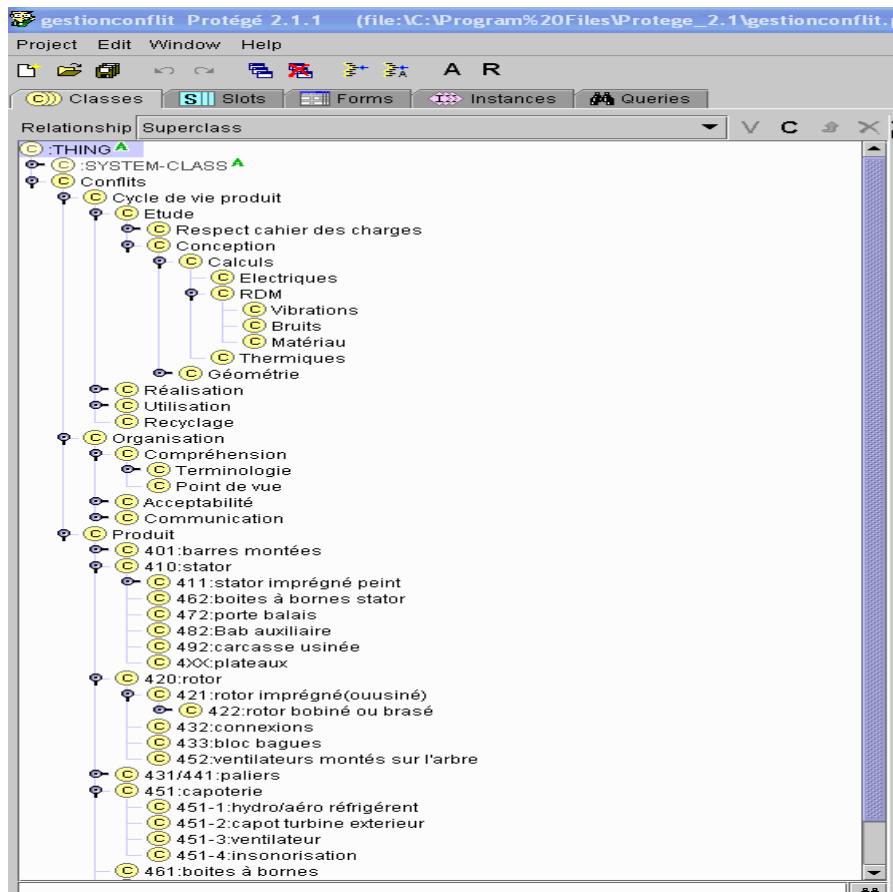 gestionconflit Protégé 2.1.1 (file:\C:\Program%20Files\Protege_2.1\gestionconflit.
Project Edit Window Help
A R
C Classes S Slots Forms Instances Queries
Relationship Superclass V C
C :THING A
C :SYSTEM-CLASS A
C Conflits
C Cycle de vie produit
C Etude
C Respect cahier des charges
C Conception
C Calculs
C Electriques
C RDM
C Vibrations
C Bruits
C Matériau
C Thermiques
C Géométrie
C Réalisation
C Utilisation
C Recyclage
C Organisation
C Compréhension
C Terminologie
C Point de vue
C Acceptabilité
C Communication
C Produit
C 401:barres montées
C 410:stator
C 411:stator imprégné peint
C 462:boites à bornes stator
C 472:porte balais
C 482:Bab auxiliaire
C 492:carcasse usinée
C 4XX:plateaux
C 420:rotor
C 421:rotor imprégné(ouusiné)
C 422:rotor bobiné ou brasé
C 432:connexions
C 433:bloc bagues
C 452:ventilateurs montés sur l'arbre
C 431/441:paliers
C 451:capoterie
C 451-1:hydro/aéro réfrigérent
C 451-2:capot turbine exterieur
C 451-3:ventilateur
C 451-4:insonorisation
C 461:boites à bornes